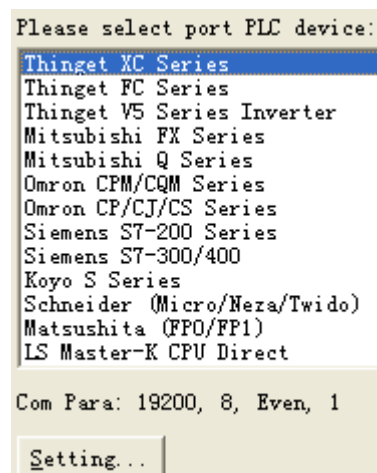 Please select port PLC device:
Thinget XC Series
Thinget FC Series
Thinget V5 Series Inverter
Mitsubishi FX Series
Mitsubishi Q Series
Omron CPM/CQM Series
Omron CP/CJ/CS Series
Siemens S7-200 Series
Siemens S7-300/400
Koyo S Series
Schneider (Micro/Neza/Twido)
Matsushita (FP0/FP1)
LS Master-K CPU Direct
Com Para: 19200, 8, Even, 1
Setting...